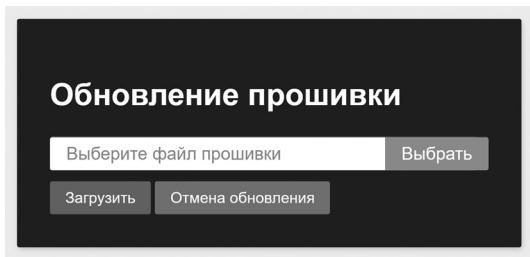 Обновление прошивки
Выберите файл прошивки Выбрать
Загрузить Отмена обновления